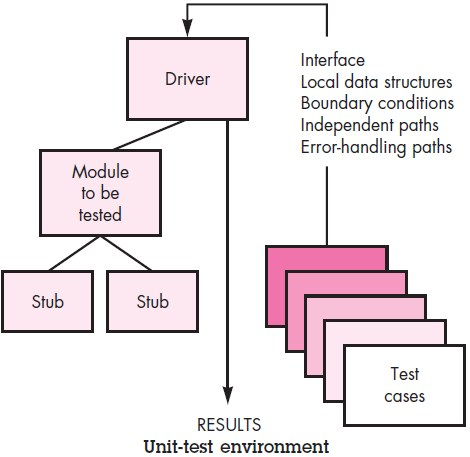 Driver
Interface
Local data structures
Boundary conditions
Independent paths
Error-handling paths
Module
to be
tested
Stub
Stub
Test
cases
RESULTS
Unit-test environment